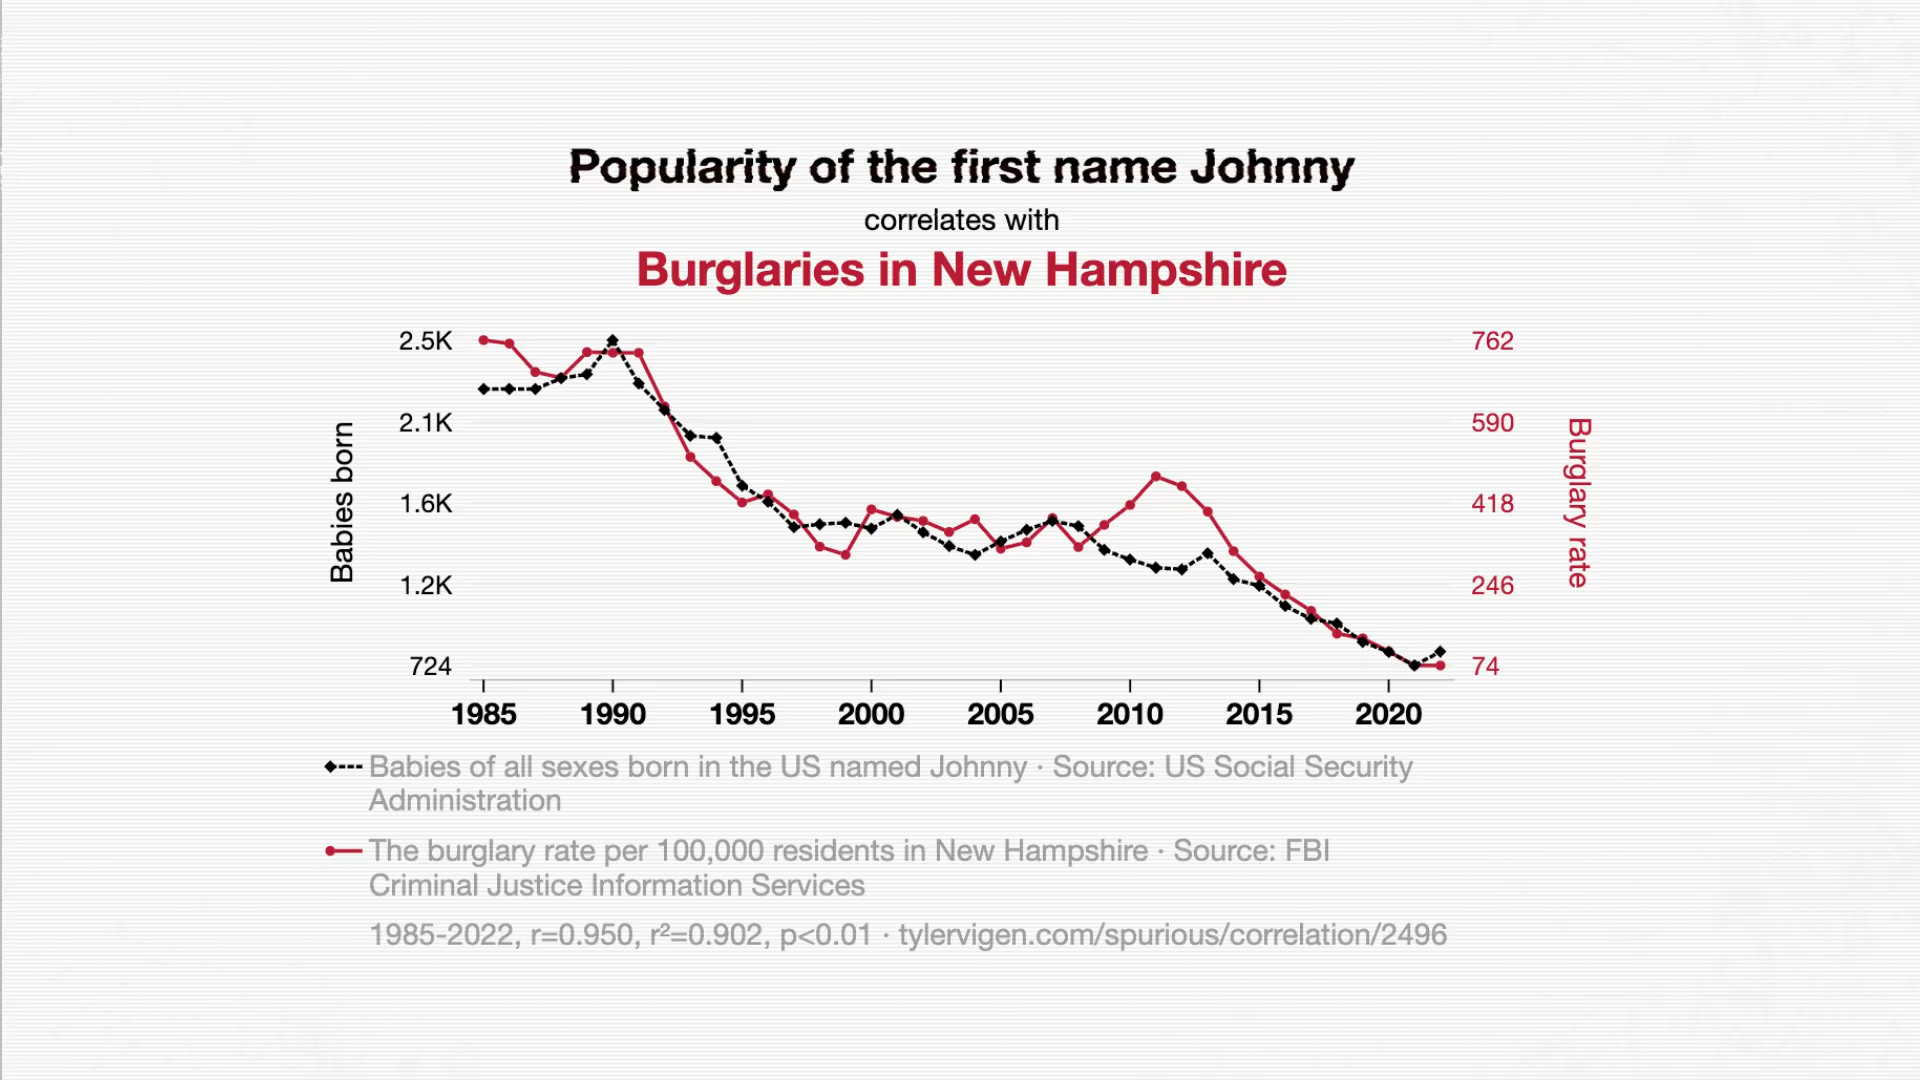 Popularity of the first name Johnny
correlates with
Burglaries in New Hampshire
2.5K
2.1K
1.6K
1.2K
724
Babies born
762
590
418
246
74
Burglary rate
1985 1990 1995 2000 2005 2010 2015 2020
Babies of all sexes born in the US named Johnny · Source: US Social Security
Administration
The burglary rate per 100,000 residents in New Hampshire · Source: FBI
Criminal Justice Information Services
1985-2022, r=0.950, r²=0.902, p<0.01 · tylervigen.com/spurious/correlation/2496